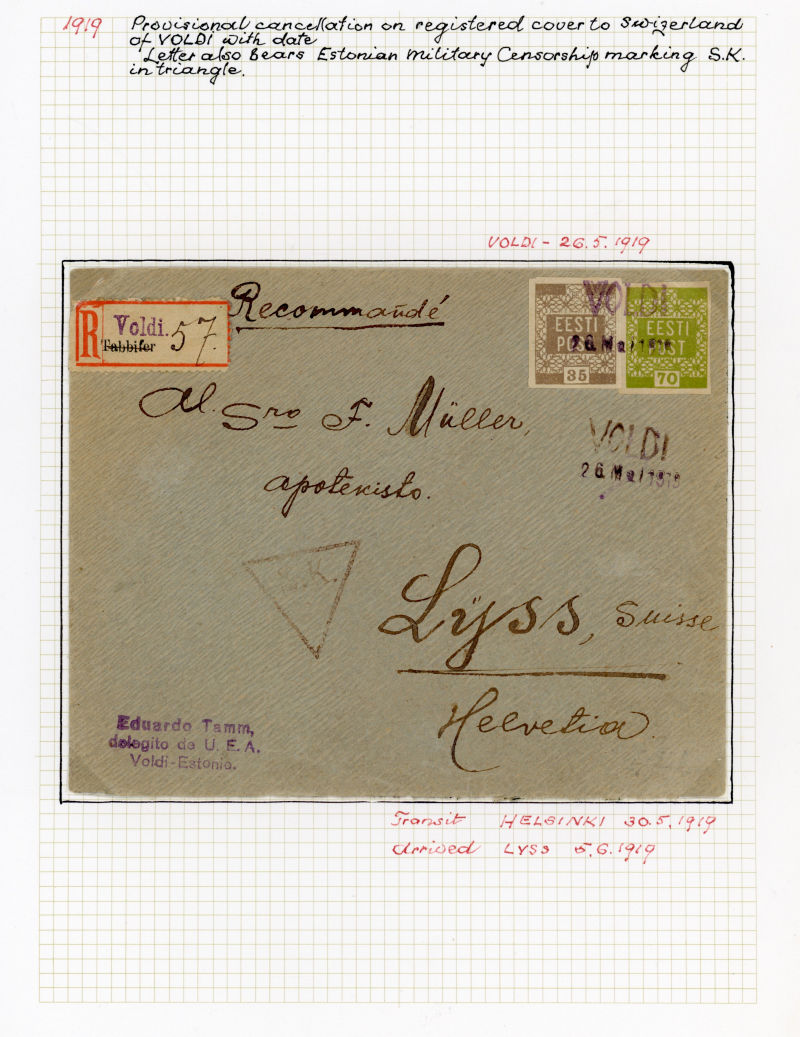 1919 Provisional cancellation on registered cover to Swizerland
of VOLDI with date
Letter also Bears Estonian Military Censorship marking S.K.
in triangle.
VOLDI - 26.5.1919
Recommandé
R Voldi. 57.
Tabbifer
VOLDI
EESTI
POST
35
EESTI
POST
70
26. Mai 1919
Al. Sro F. Müller,
apotekisto.
VOLDI
26. Mai 1919
S.K.
Lÿss, Suisse
Helvetia.
Eduardo Tamm,
delegito de U. E. A.
Voldi-Estonio.
Transit HELSINKI 30.5.1919
Arrived LYSS 5.6.1919